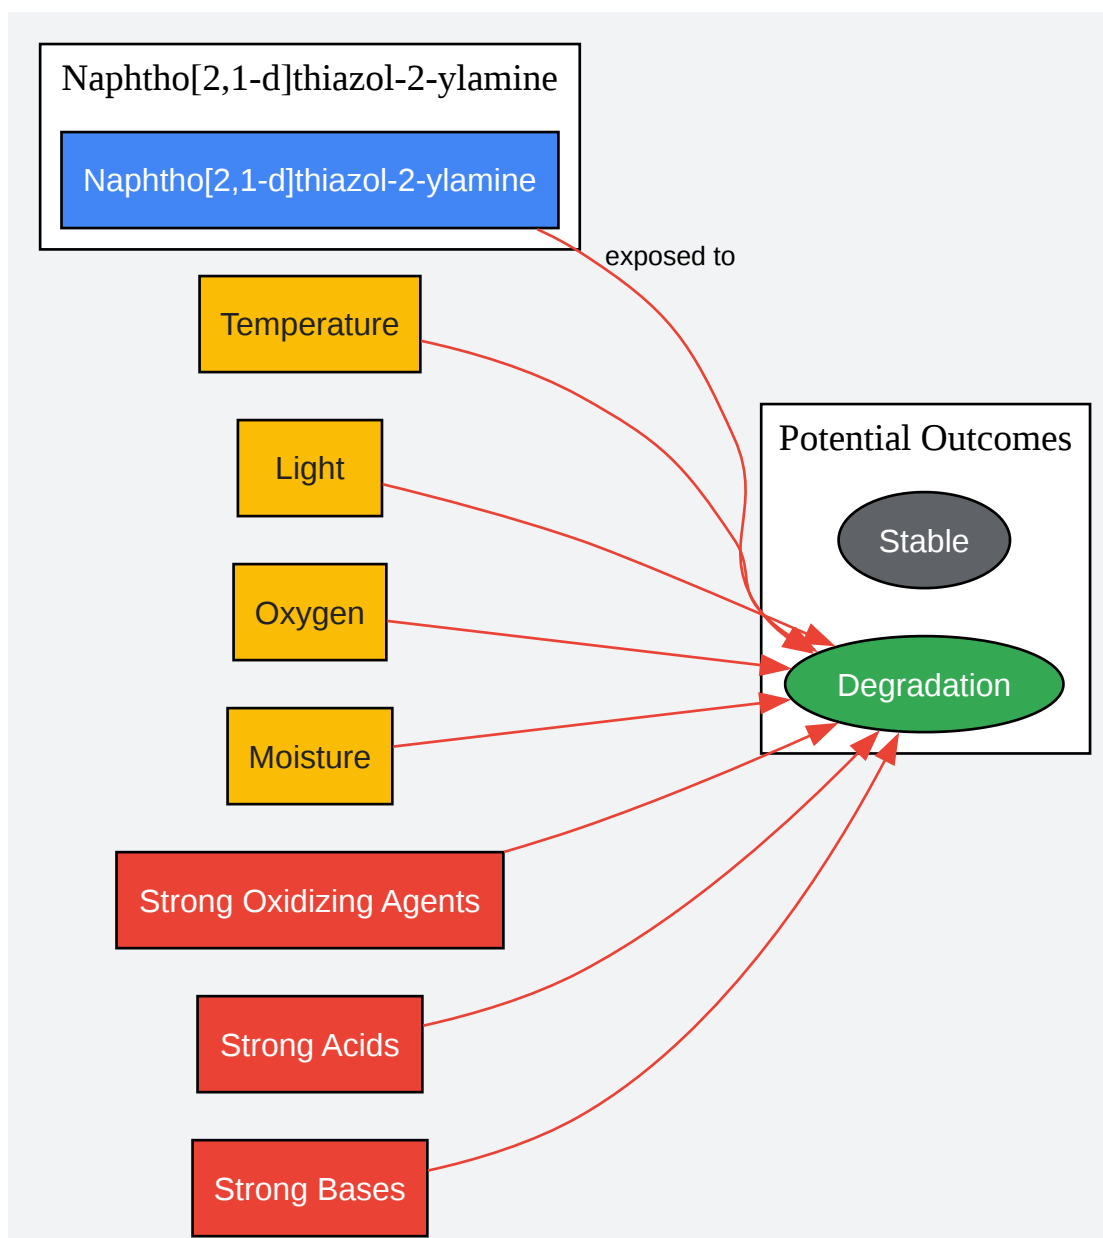 Naphtho[2,1-d]thiazol-2-ylamine
Naphtho[2,1-d]thiazol-2-ylamine
exposed to
Temperature
Potential Outcomes
Light
Stable
Oxygen
Degradation
Moisture
Strong Oxidizing Agents
Strong Acids
Strong Bases